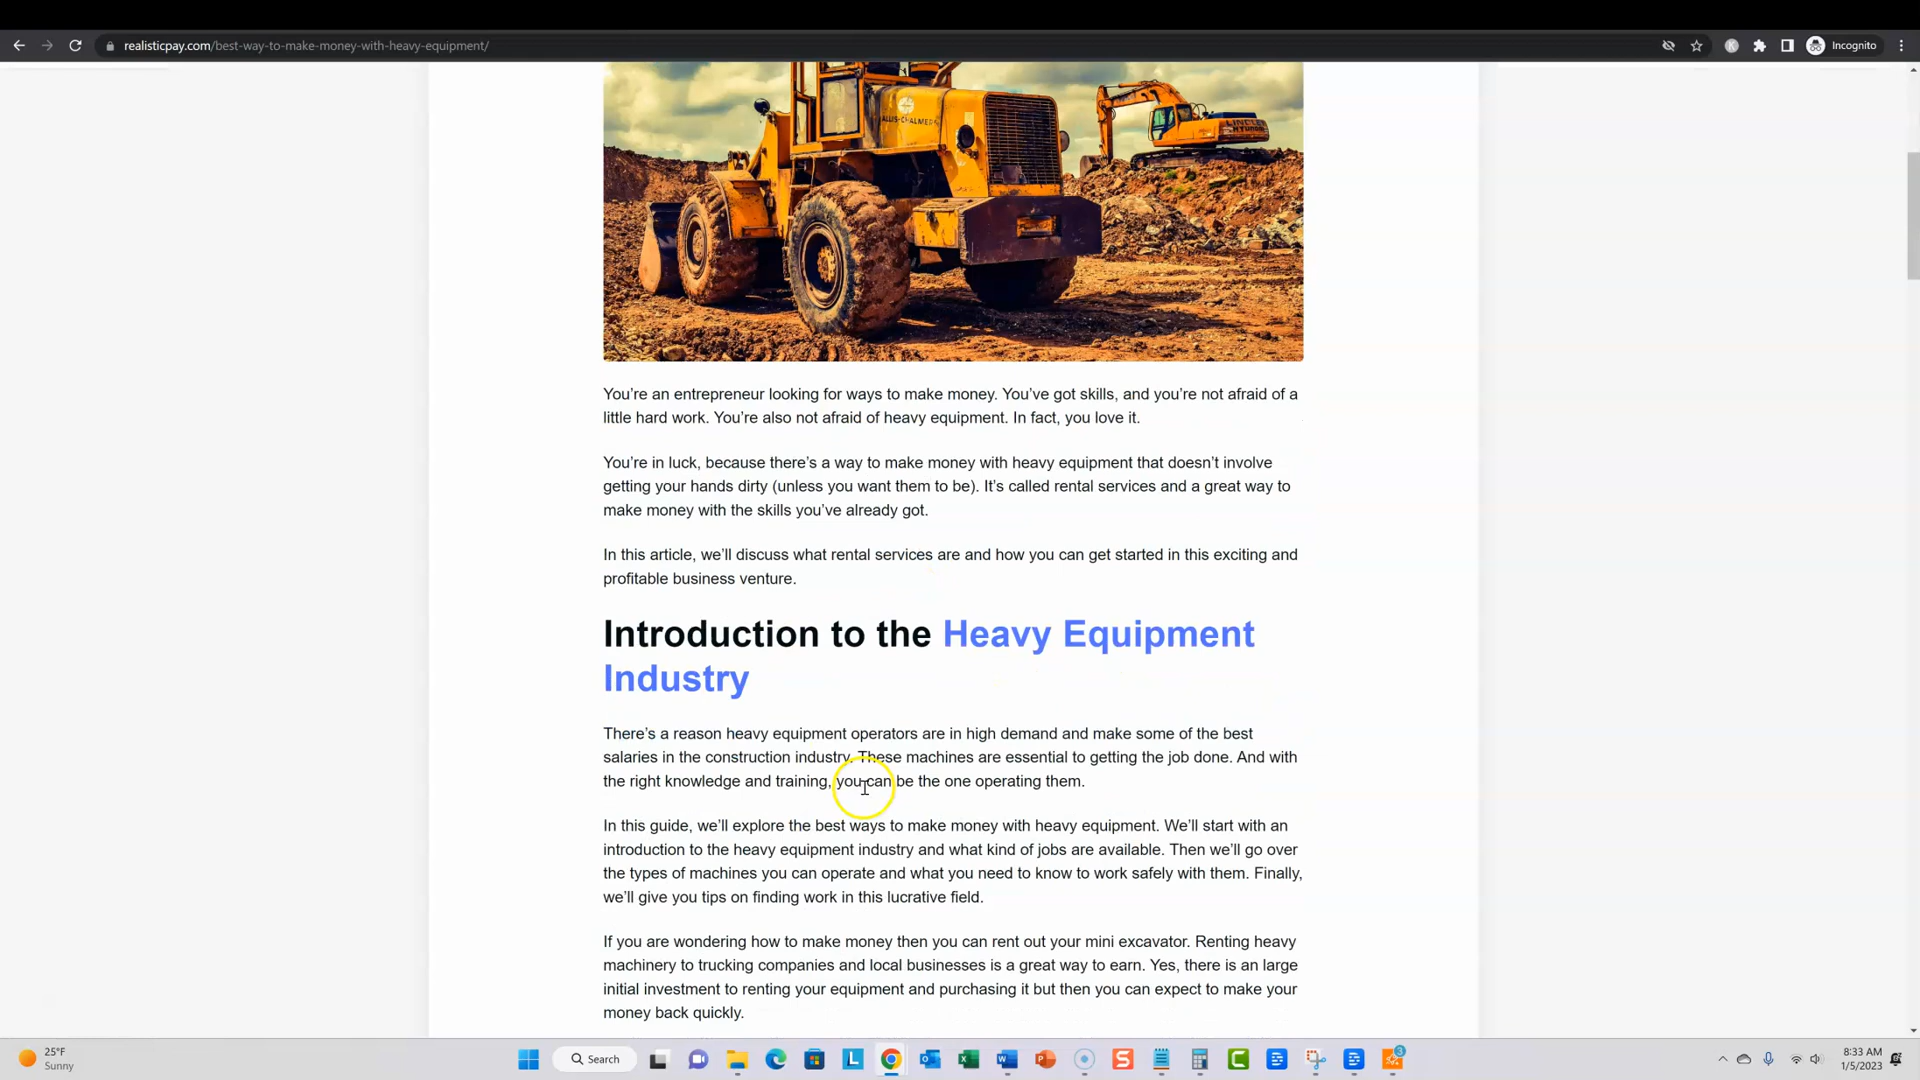 realisticpay.com/best-way-to-make-money-with-heavy-equipment/
Incognito
ALLIS-CHALMERS
HYUNDAI
You're an entrepreneur looking for ways to make money. You've got skills, and you're not afraid of a
little hard work. You're also not afraid of heavy equipment. In fact, you love it.
You're in luck, because there's a way to make money with heavy equipment that doesn't involve
getting your hands dirty (unless you want them to be). It's called rental services and a great way to
make money with the skills you've already got.
In this article, we'll discuss what rental services are and how you can get started in this exciting and
profitable business venture.
Introduction to the Heavy Equipment
Industry
There's a reason heavy equipment operators are in high demand and make some of the best
salaries in the construction industry. These machines are essential to getting the job done. And with
the right knowledge and training, you can be the one operating them.
In this guide, we'll explore the best ways to make money with heavy equipment. We'll start with an
introduction to the heavy equipment industry and what kind of jobs are available. Then we'll go over
the types of machines you can operate and what you need to know to work safely with them. Finally,
we'll give you tips on finding work in this lucrative field.
If you are wondering how to make money then you can rent out your mini excavator. Renting heavy
machinery to trucking companies and local businesses is a great way to earn. Yes, there is an large
initial investment to renting your equipment and purchasing it but then you can expect to make your
money back quickly.
25°F
Sunny
Search
3
8:33 AM
1/5/2023